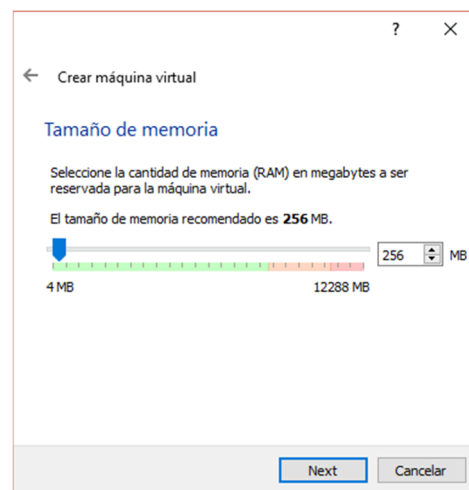 ?
Crear máquina virtual
Tamaño de memoria
Seleccione la cantidad de memoria (RAM) en megabytes a ser
reservada para la máquina virtual.
El tamaño de memoria recomendado es 256 MB.
256 MB
4 MB 12288 MB
Next Cancelar